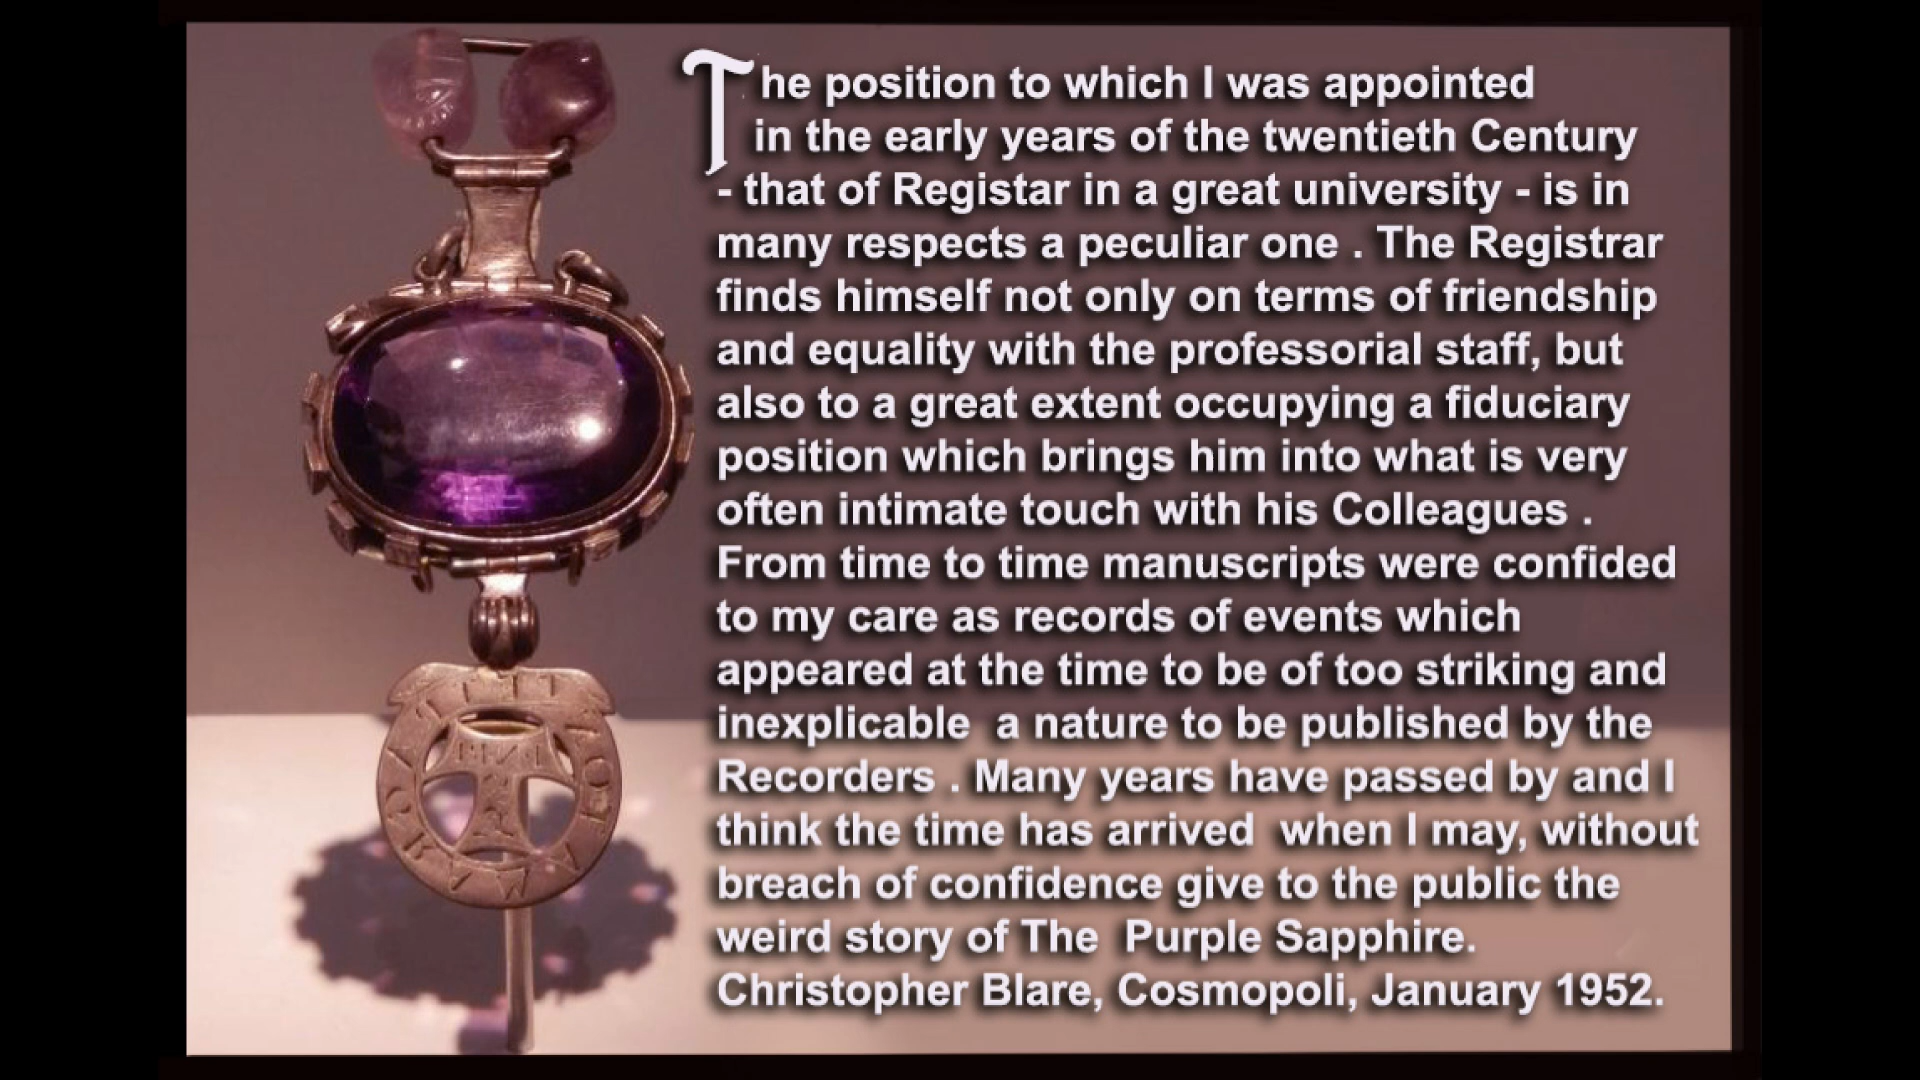 The position to which I was appointed
in the early years of the twentieth Century
- that of Registar in a great university - is in
many respects a peculiar one . The Registrar
finds himself not only on terms of friendship
and equality with the professorial staff, but
also to a great extent occupying a fiduciary
position which brings him into what is very
often intimate touch with his Colleagues .
From time to time manuscripts were confided
to my care as records of events which
appeared at the time to be of too striking and
inexplicable  a nature to be published by the
Recorders . Many years have passed by and I
think the time has arrived  when I may, without
breach of confidence give to the public the
weird story of The  Purple Sapphire.
Christopher Blare, Cosmopoli, January 1952.